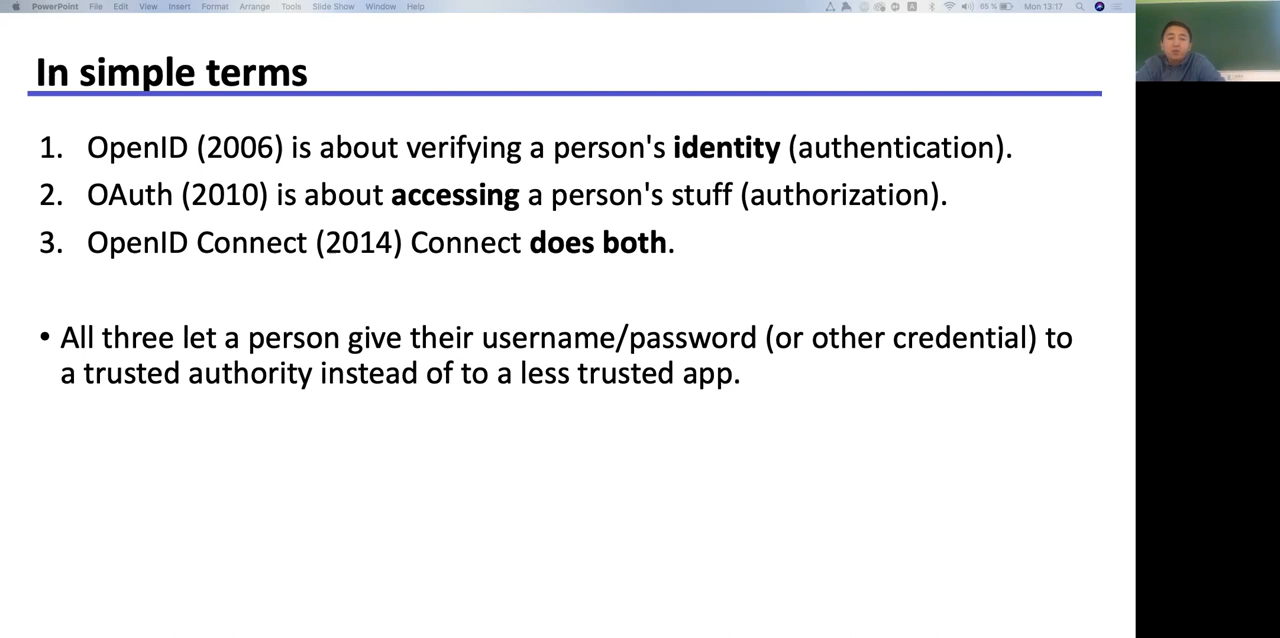 PowerPoint File Edit View Insert Format Arrange Tools Slide Show Window Help 65 % Mon 13:17
In simple terms
1. OpenID (2006) is about verifying a person's identity (authentication).
2. OAuth (2010) is about accessing a person's stuff (authorization).
3. OpenID Connect (2014) Connect does both.
• All three let a person give their username/password (or other credential) to
a trusted authority instead of to a less trusted app.